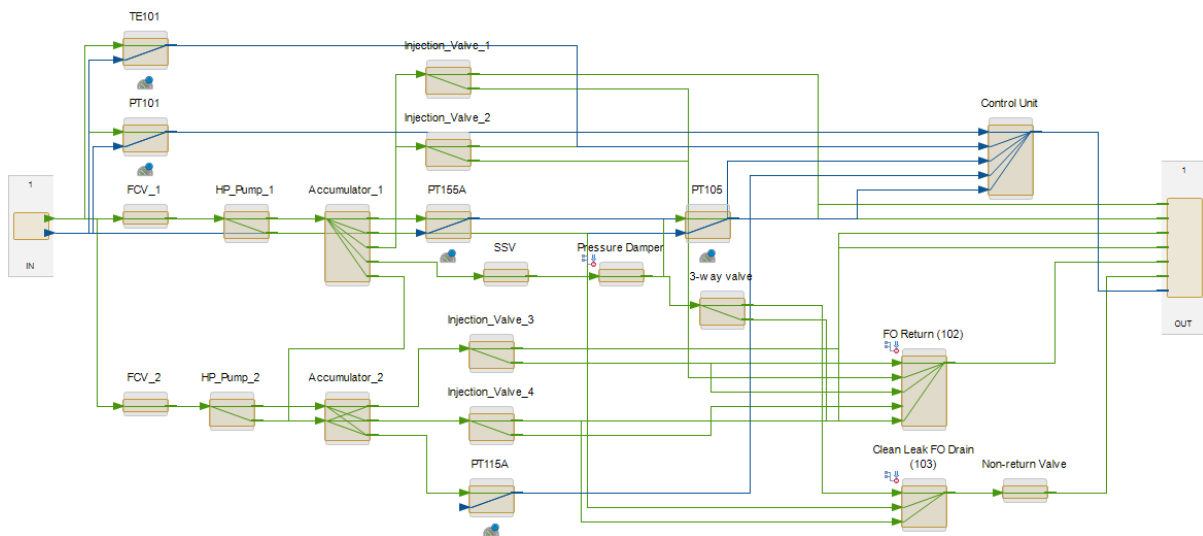 TE101
Injection_Valve_1
PT101
Injection_Valve_2
Control Unit
1
FCV_1
HP_Pump_1
Accumulator_1
PT155A
PT105
1
IN
SSV
Pressure Damper
3-way valve
Injection_Valve_3
FO Return (102)
OUT
FCV_2
HP_Pump_2
Accumulator_2
Injection_Valve_4
Clean Leak FO Drain
(103)
Non-return Valve
PT115A